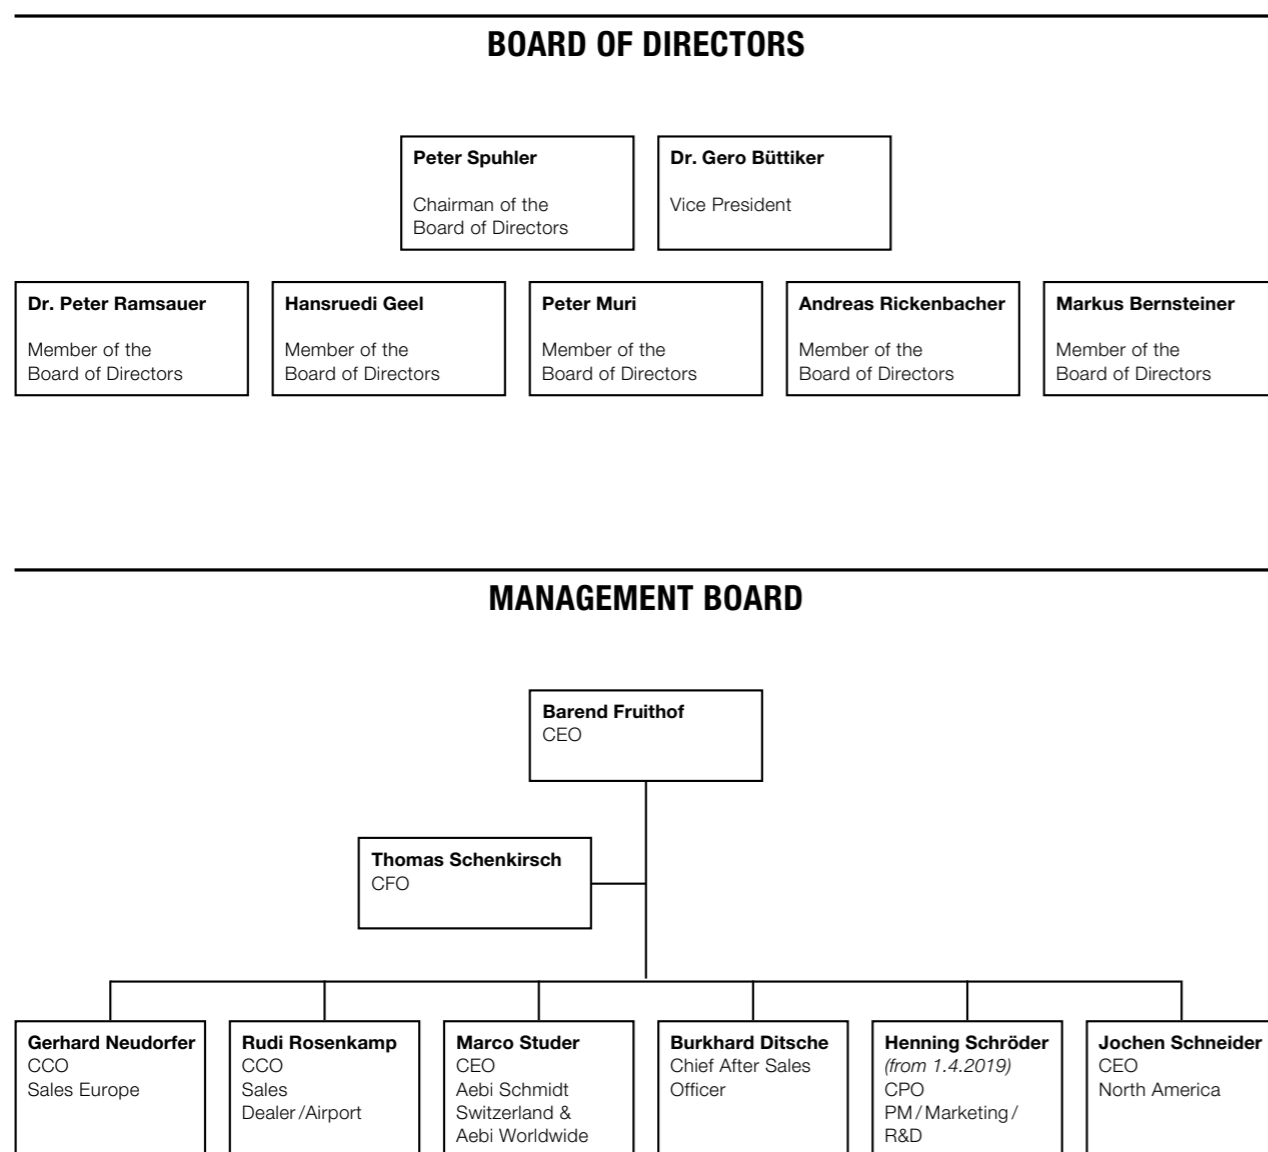 BOARD OF DIRECTORS
Peter Spuhler
Chairman of the
Board of Directors
Dr. Gero Büttiker
Vice President
Dr. Peter Ramsauer
Member of the
Board of Directors
Hansruedi Geel
Member of the
Board of Directors
Peter Muri
Member of the
Board of Directors
Andreas Rickenbacher
Member of the
Board of Directors
Markus Bernsteiner
Member of the
Board of Directors
MANAGEMENT BOARD
Barend Fruithof
CEO
Thomas Schenkirsch
CFO
Gerhard Neudorfer
CCO
Sales Europe
Rudi Rosenkamp
CCO
Sales
Dealer/Airport
Marco Studer
CEO
Aebi Schmidt
Switzerland &
Aebi Worldwide
Burkhard Ditsche
Chief After Sales
Officer
Henning Schröder
(from 1.4.2019)
CPO
PM/Marketing/
R&D
Jochen Schneider
CEO
North America